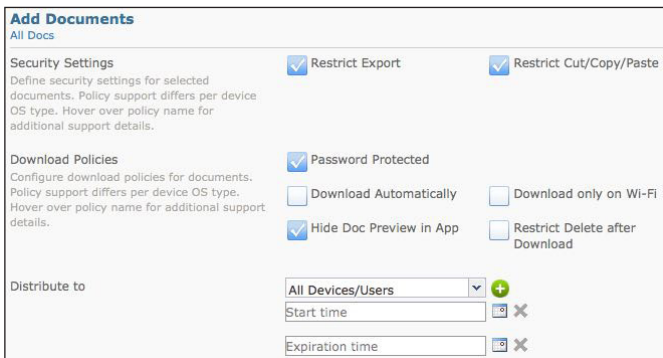 Add Documents
All Docs
Security Settings
Define security settings for selected
documents. Policy support differs per device
OS type. Hover over policy name for
additional support details.
Restrict Export
Restrict Cut/Copy/Paste
Download Policies
Configure download policies for documents.
Policy support differs per device OS type.
Hover over policy name for additional support
details.
Password Protected
Download Automatically
Download only on Wi-Fi
Hide Doc Preview in App
Restrict Delete after
Download
Distribute to
All Devices/Users
Start time
Expiration time